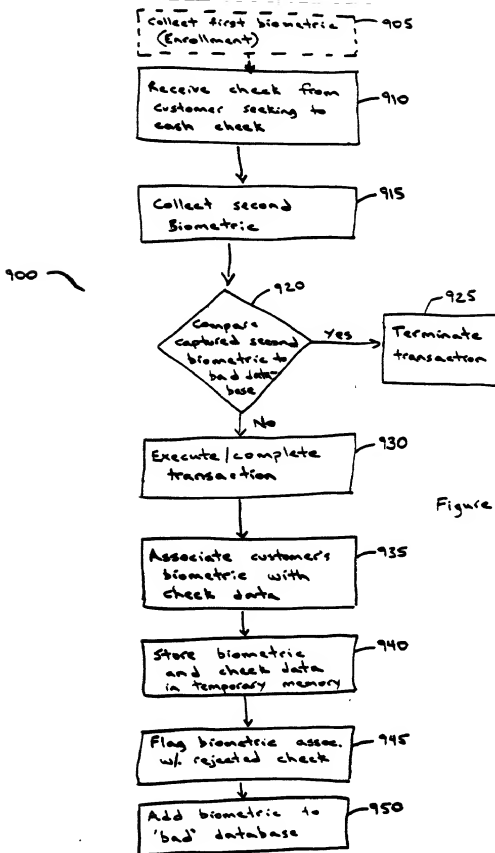 Collect first biometric
(Enrollment)
905
Receive check from
customer seeking to
cash check
910
Collect second
Biometric
915
900
920
Compare
captured second
biometric to
bad data-
base
Yes
925
Terminate
transaction
No
Execute/complete
transaction
930
Figure
Associate customer's
biometric with
check data
935
Store biometric
and check data
in temporary memory
940
Flag biometric assoc.
w/. rejected check
945
Add biometric to
"bad" database
950